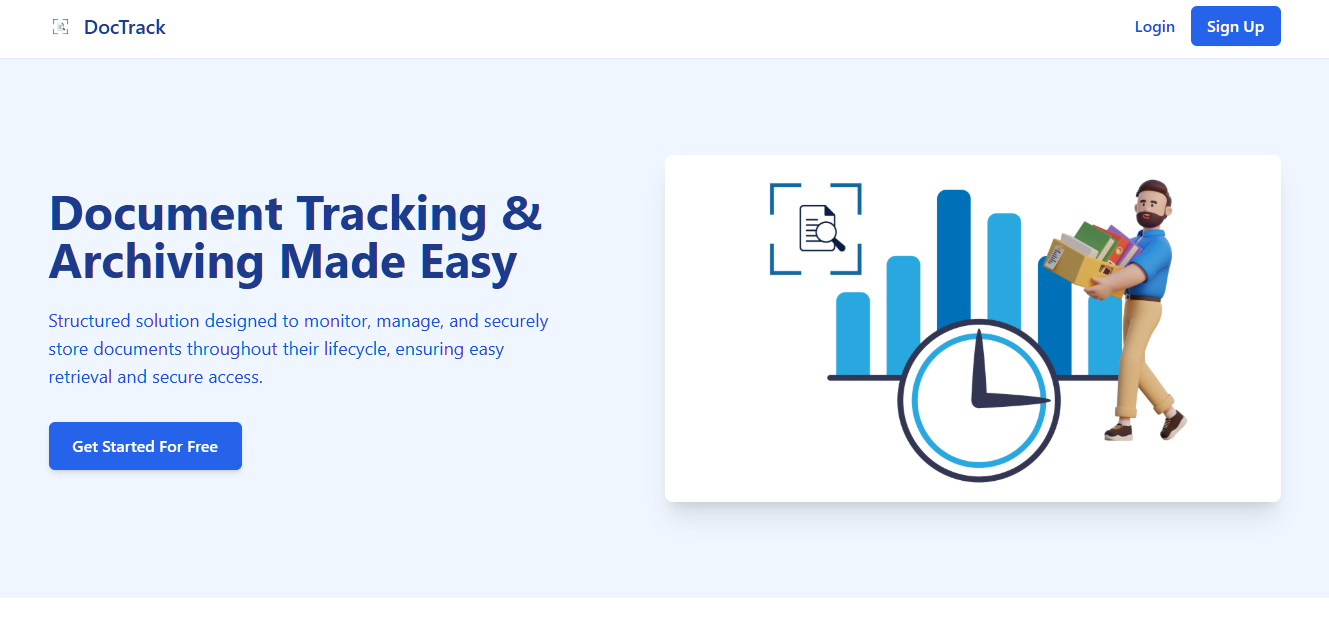 DocTrack
Login
Sign Up
Document Tracking &
Archiving Made Easy
Structured solution designed to monitor, manage, and securely
store documents throughout their lifecycle, ensuring easy
retrieval and secure access.
Get Started For Free